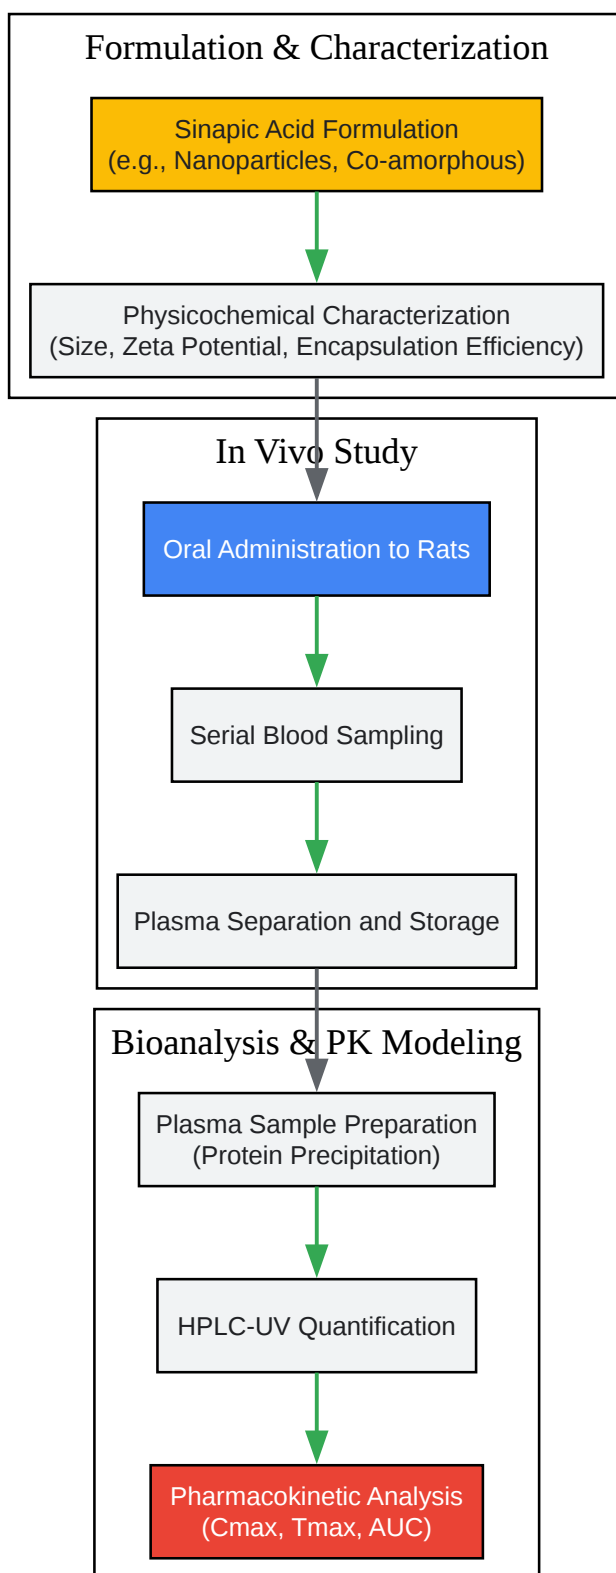 Formulation & Characterization
Sinapic Acid Formulation
(e.g., Nanoparticles, Co-amorphous)
Physicochemical Characterization
(Size, Zeta Potential, Encapsulation Efficiency)
In Vivo Study
Oral Administration to Rats
Serial Blood Sampling
Plasma Separation and Storage
Bioanalysis & PK Modeling
Plasma Sample Preparation
(Protein Precipitation)
HPLC-UV Quantification
Pharmacokinetic Analysis
(Cmax, Tmax, AUC)